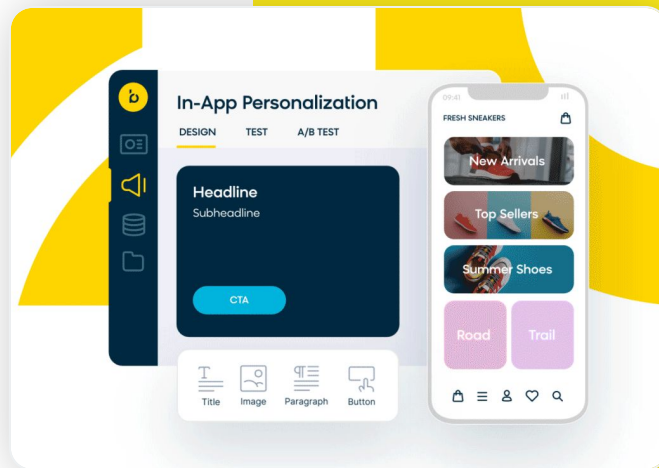 In-App Personalization
DESIGN TEST A/B TEST
Headline
Subheadline
CTA
Title Image Paragraph Button
09:41
FRESH SNEAKERS
New Arrivals
Top Sellers
Summer Shoes
Road Trail